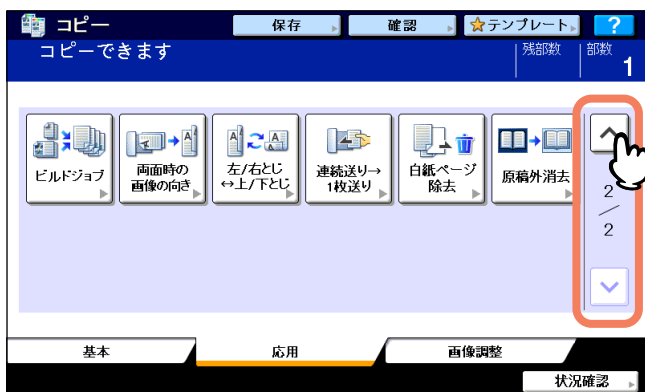 コピー
保存
確認
テンプレート
?
コピーできます
残部数
部数
1
ビルドジョブ
両面時の
画像の向き
左/右とじ
↔上/下とじ
連続送り→
1枚送り
白紙ページ
除去
原稿外消去
2
/
2
基本
応用
画像調整
状況確認